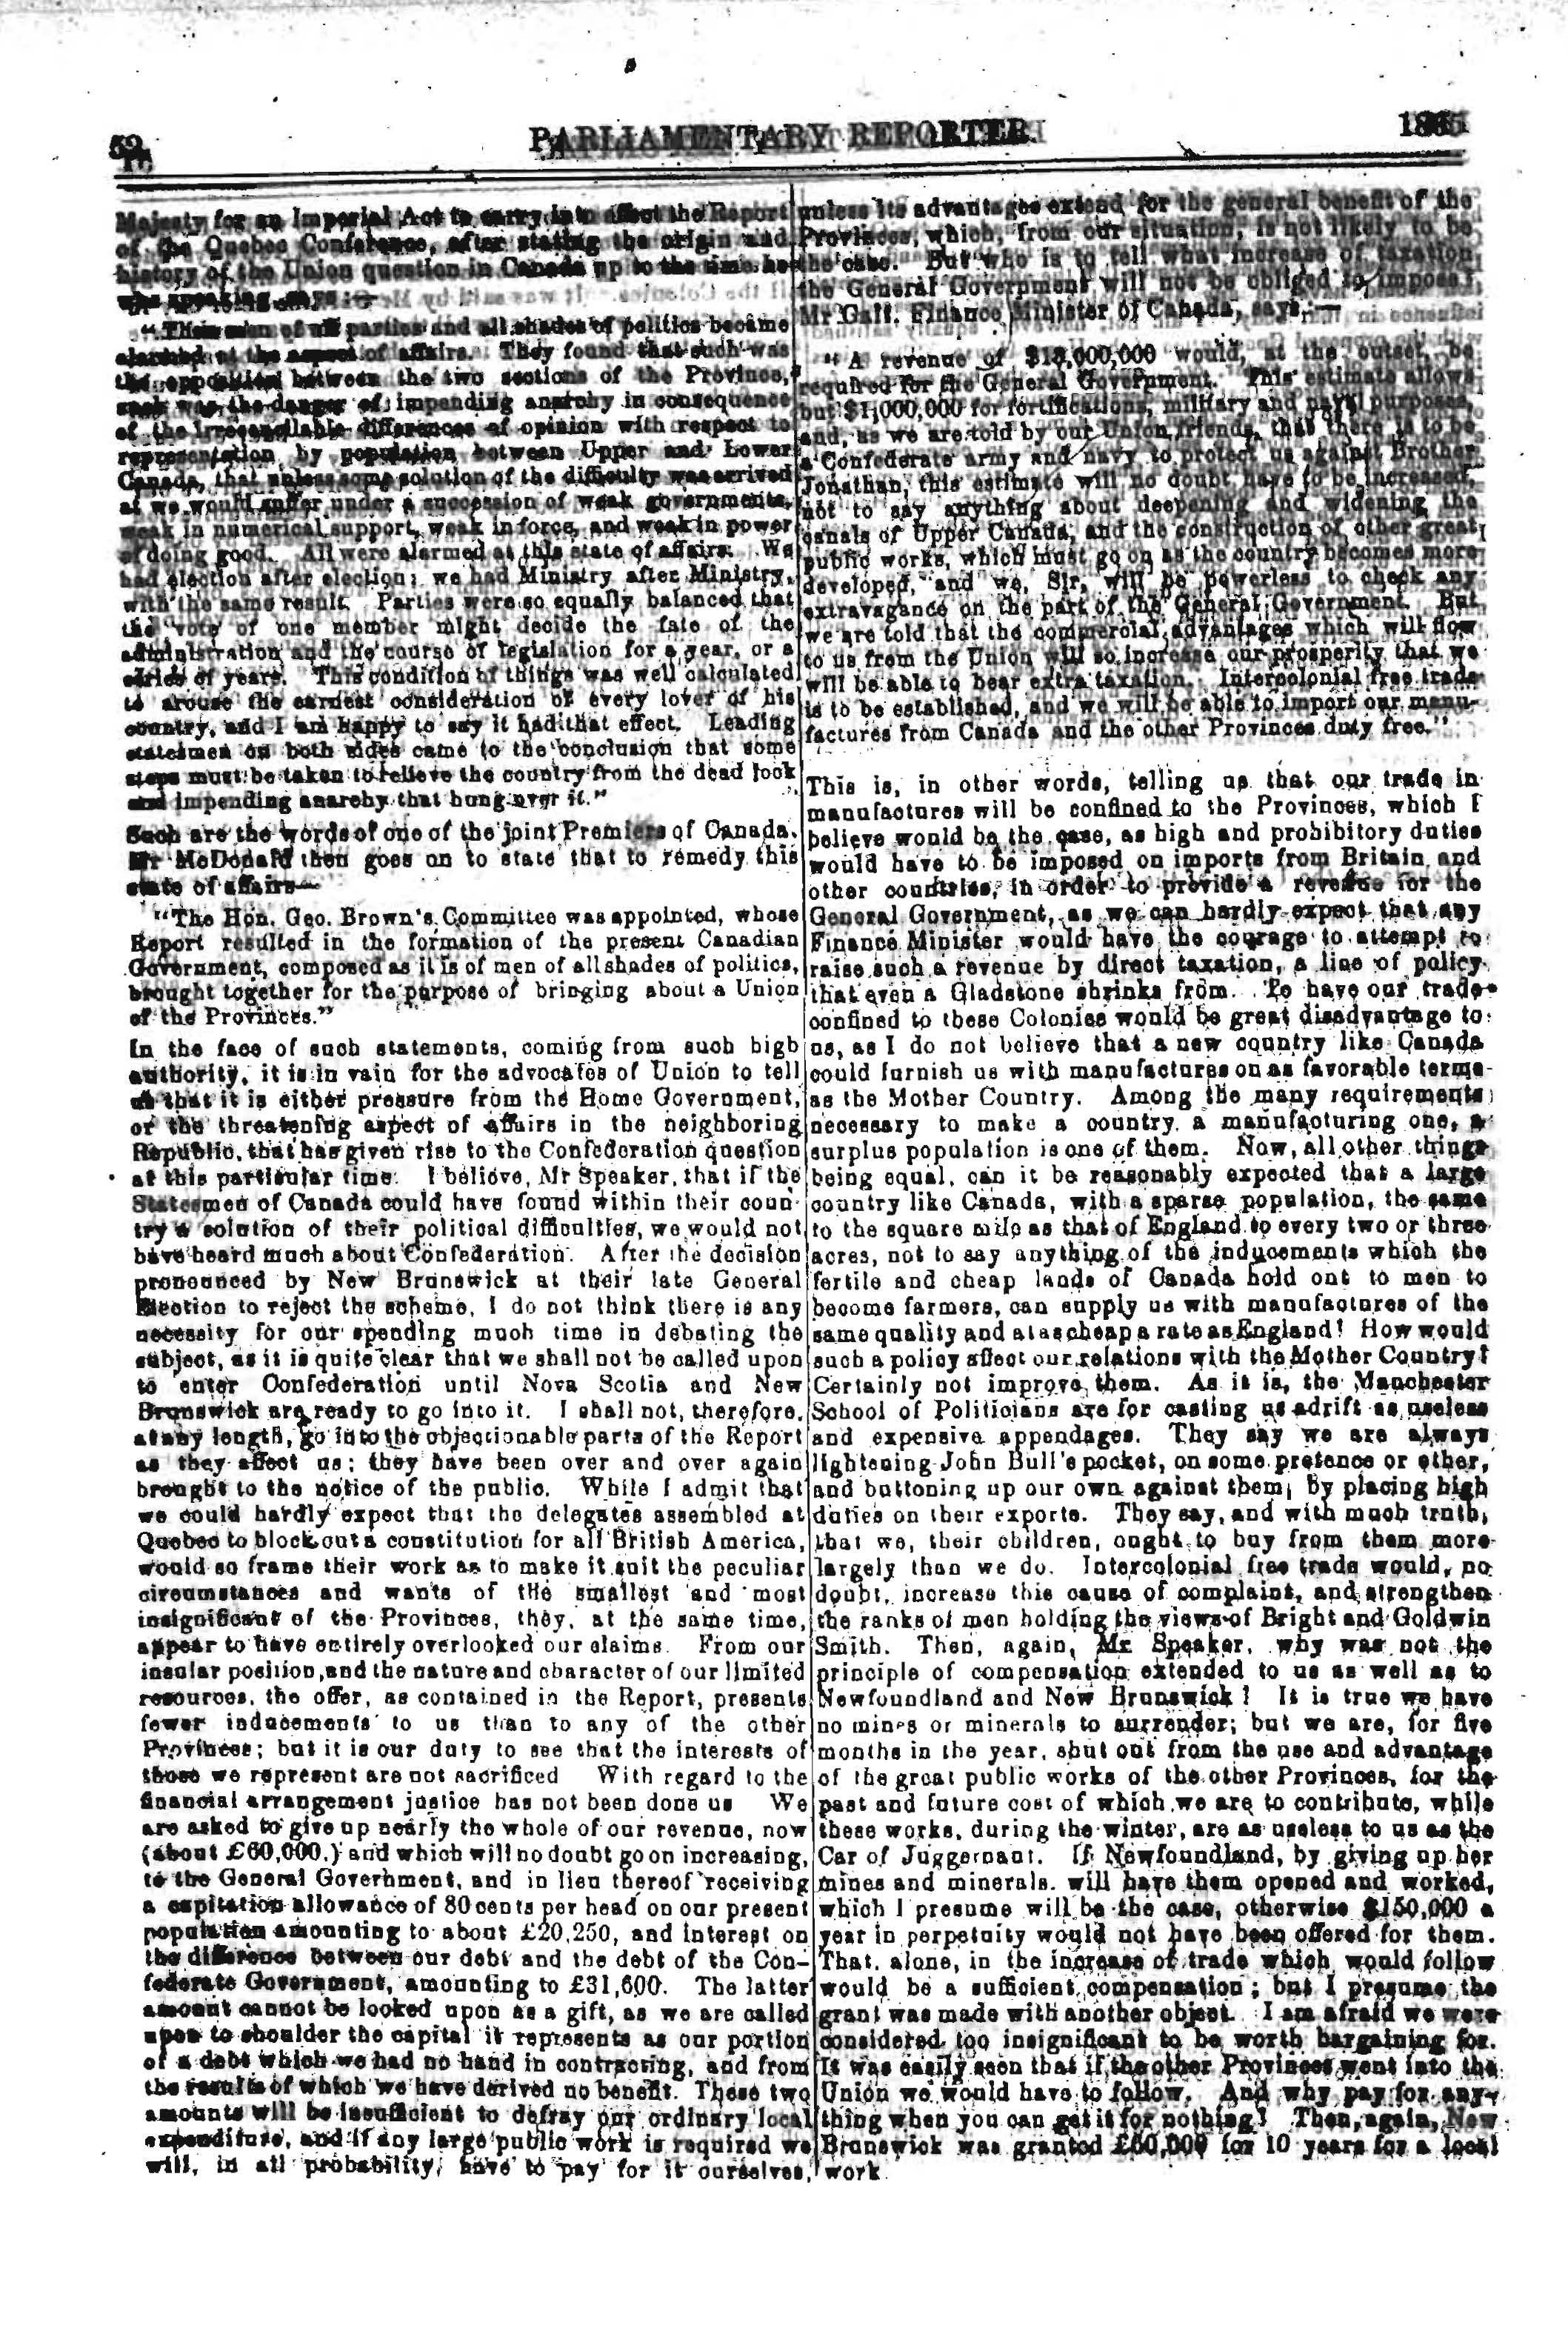 52
PARLIAMENTARY REPORTER
1865
Majesty for an Imperial Act to carry into effect the Report
of the Quebec Conference, after stating the origin and
history of the Union question in Canada up to the time he
was speaking, says:—
"Then men of all parties and all shades of politics became
alarmed at the aspect of affairs. They found that such was
the opposition between the two sections of the Province,
such was the danger of impending anarchy in consequence
of the irreconcilable differences of opinion with respect to
representation by population between Upper and Lower
Canada, that unless some solution of the difficulty was arrived
at we would suffer under a succession of weak governments,
weak in numerical support, weak in force, and weak in power
of doing good. All were alarmed at this state of affairs. We
had election after election; we had Ministry after Ministry,
with the same result. Parties were so equally balanced that
the vote of one member might decide the fate of the
administration and the course of legislation for a year, or a
series of years. This condition of things was well calculated
to arouse the earnest consideration of every lover of his
country, and I am happy to say it had that effect. Leading
statesmen on both sides came to the conclusion that some
steps must be taken to relieve the country from the dead lock
and impending anarchy that hung over it."
Such are the words of one of the joint Premiers of Canada.
Mr McDonald then goes on to state that to remedy this
state of affairs—
"The Hon. Geo. Brown's Committee was appointed, whose
Report resulted in the formation of the present Canadian
Government, composed as it is of men of all shades of politics,
brought together for the purpose of bringing about a Union
of the Provinces."
In the face of such statements, coming from such high
authority, it is in vain for the advocates of Union to tell
us that it is either pressure from the Home Government,
or the threatening aspect of affairs in the neighboring
Republic, that has given rise to the Confederation question
at this particular time. I believe, Mr Speaker, that if the
Statesmen of Canada could have found within their coun-
try a solution of their political difficulties, we would not
have heard much about Confederation. After the decision
pronounced by New Brunswick at their late General
Election to reject the scheme, I do not think there is any
necessity for our spending much time in debating the
subject, as it is quite clear that we shall not be called upon
to enter Confederation until Nova Scotia and New
Brunswick are ready to go into it. I shall not, therefore,
at any length, go into the objectionable parts of the Report
as they affect us; they have been over and over again
brought to the notice of the public. While I admit that
we could hardly expect that the delegates assembled at
Quebec to block out a constitution for all British America,
would so frame their work as to make it suit the peculiar
circumstances and wants of the smallest and most
insignificant of the Provinces, they, at the same time,
appear to have entirely overlooked our claims. From our
insular position, and the nature and character of our limited
resources, the offer, as contained in the Report, presents
fewer inducements to us than to any of the other
Provinces; but it is our duty to see that the interests of
those we represent are not sacrificed With regard to the
financial arrangement justice has not been done us We
are asked to give up nearly the whole of our revenue, now
(about £60,000.) and which will no doubt go on increasing,
to the General Government, and in lieu thereof receiving
a capitation allowance of 80 cents per head on our present
population amounting to about £20,250, and interest on
the difference between our debt and the debt of the Con-
federate Government, amounting to £31,600. The latter
amount cannot be looked upon as a gift, as we are called
upon to shoulder the capital it represents as our portion
of a debt which we had no hand in contracting, and from
the results of which we have derived no benefit. These two
amounts will be insufficient to defray our ordinary local
expenditure, and if any large public work is required we
will, in all probability, have to pay for it ourselves,
unless its advantages extend for the general benefit of the
Provinces, which, from our situation, is not likely to be
the case. But who is to tell what increase of taxation
the General Government will not be obliged to impose?
Mr Galt, Finance Minister of Canada, says:—
"A revenue of $13,000,000 would, at the outset, be
required for the General Government. This estimate allows
but $1,000,000 for fortifications, military and naval purposes,
and, as we are told by our Union friends, that there is to be
a Confederate army and navy to protect us against Brother
Jonathan, this estimate will no doubt have to be increased,
not to say anything about deepening and widening the
canals of Upper Canada, and the construction of other great
public works, which must go on as the country becomes more
developed, and we, Sir, will be powerless to check any
extravagance on the part of the General Government. But
we are told that the commercial advantages which will flow
to us from the Union will so increase our prosperity that we
will be able to bear extra taxation. Intercolonial free trade
is to be established, and we will be able to import our manu-
factures from Canada and the other Provinces duty free."
This is, in other words, telling us that our trade in
manufactures will be confined to the Provinces, which I
believe would be the case, as high and prohibitory duties
would have to be imposed on imports from Britain and
other countries, in order to provide a revenue for the
General Government, as we can hardly expect that any
Finance Minister would have the courage to attempt to
raise such a revenue by direct taxation, a line of policy
that even a Gladstone shrinks from. To have our trade
confined to these Colonies would be great disadvantage to
us, as I do not believe that a new country like Canada
could furnish us with manufactures on as favorable terms
as the Mother Country. Among the many requirements
necessary to make a country a manufacturing one, a
surplus population is one of them. Now, all other things
being equal, can it be reasonably expected that a large
country like Canada, with a sparse population, the same
to the square mile as that of England to every two or three
acres, not to say anything of the inducements which the
fertile and cheap lands of Canada hold out to men to
become farmers, can supply us with manufactures of the
same quality and at as cheap a rate as England? How would
such a policy affect our relations with the Mother Country?
Certainly not improve them. As it is, the Manchester
School of Politicians are for casting us adrift as useless
and expensive appendages. They say we are always
lightening John Bull's pocket, on some pretence or other,
and buttoning up our own against them, by placing high
duties on their exports. They say, and with much truth,
that we, their children, ought to buy from them more
largely than we do. Intercolonial free trade would, no
doubt, increase this cause of complaint, and strengthen
the ranks of men holding the views of Bright and Goldwin
Smith. Then, again, Mr Speaker, why was not the
principle of compensation extended to us as well as to
Newfoundland and New Brunswick? It is true we have
no mines or minerals to surrender; but we are, for five
months in the year, shut out from the use and advantage
of the great public works of the other Provinces, for the
past and future cost of which we are to contribute, while
these works, during the winter, are as useless to us as the
Car of Juggernaut. If Newfoundland, by giving up her
mines and minerals, will have them opened and worked,
which I presume will be the case, otherwise $150,000 a
year in perpetuity would not have been offered for them.
That, alone, in the increase of trade which would follow
would be a sufficient compensation; but I presume the
grant was made with another object. I am afraid we were
considered too insignificant to be worth bargaining for.
It was easily seen that if the other Provinces went into the
Union we would have to follow. And why pay for any-
thing when you can get it for nothing? Then, again, New
Brunswick was granted £60,000 for 10 years for a local
work